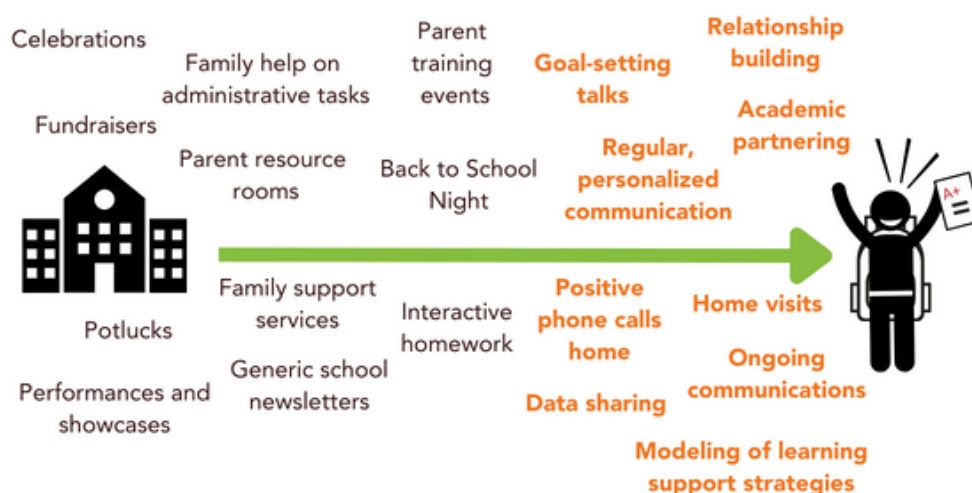 Celebrations
Family help on
administrative tasks
Parent
training
events
Goal-setting
talks
Relationship
building
Fundraisers
Parent resource
rooms
Back to School
Night
Regular,
personalized
communication
Academic
partnering
A+
Potlucks
Family support
services
Interactive
homework
Positive
phone calls
home
Home visits
Performances and
showcases
Generic school
newsletters
Data sharing
Ongoing
communications
Modeling of learning
support strategies